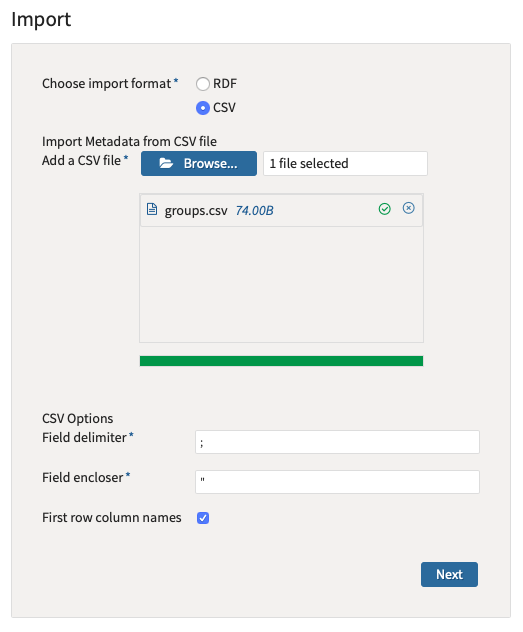 Import
Choose import format * RDF
CSV
Import Metadata from CSV file
Add a CSV file * Browse... 1 file selected
groups.csv 74.00B
CSV Options
Field delimiter * ;
Field encloser * "
First row column names
Next